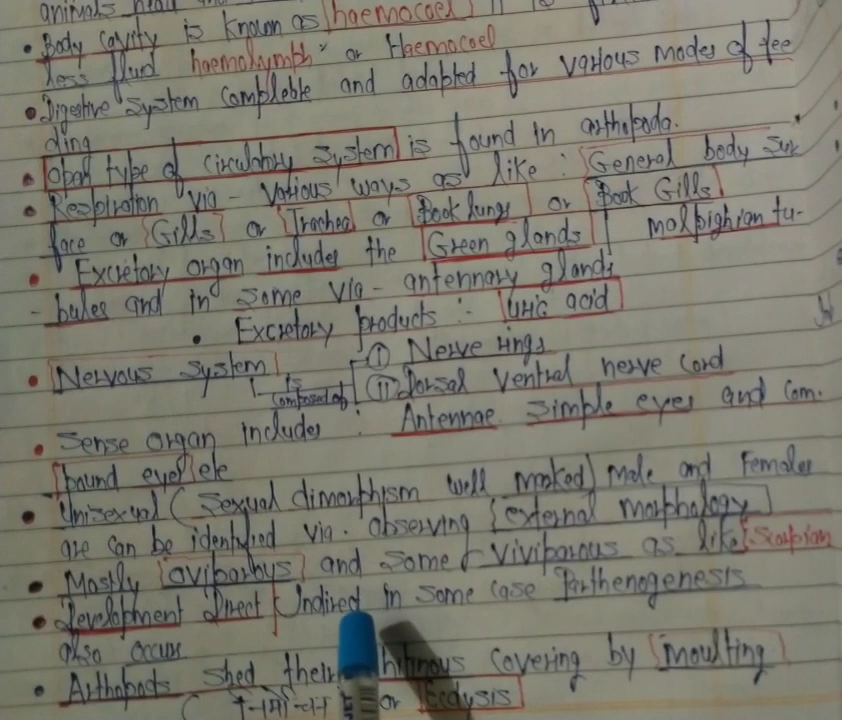 animals
• Body cavity is known as haemocoel
less fluid haemolymph" or Haemocoel
• Digestive system complebte and adapted for various modes of fee
ding
• Open type of circulatory system is found in arthopoda.
• Respiration via - various ways as like : General body sur
face or Gills or Trachea or Book lungs or Book Gills
• Excretory organ includes the Green glands malpighian tu-
- bules and in some via - antennary glands
• Excretory products :- Uric acid
① Nerve rings
• Nervous system is composed of ② Dorsal ventral nerve cord
• Sense organ includes : Antennae. Simple eyes and com.
pound eyes etc
• Unisexual ( Sexual dimorphism well marked) Male and Females
are can be identified via. observing external morphology
• Mostly oviparous and some viviparous as like Scorpian
• Development Direct Indirect in some case Parthenogenesis
also occurs
• Arthopods shed their hitinous covering by moulting
or Ecdysis